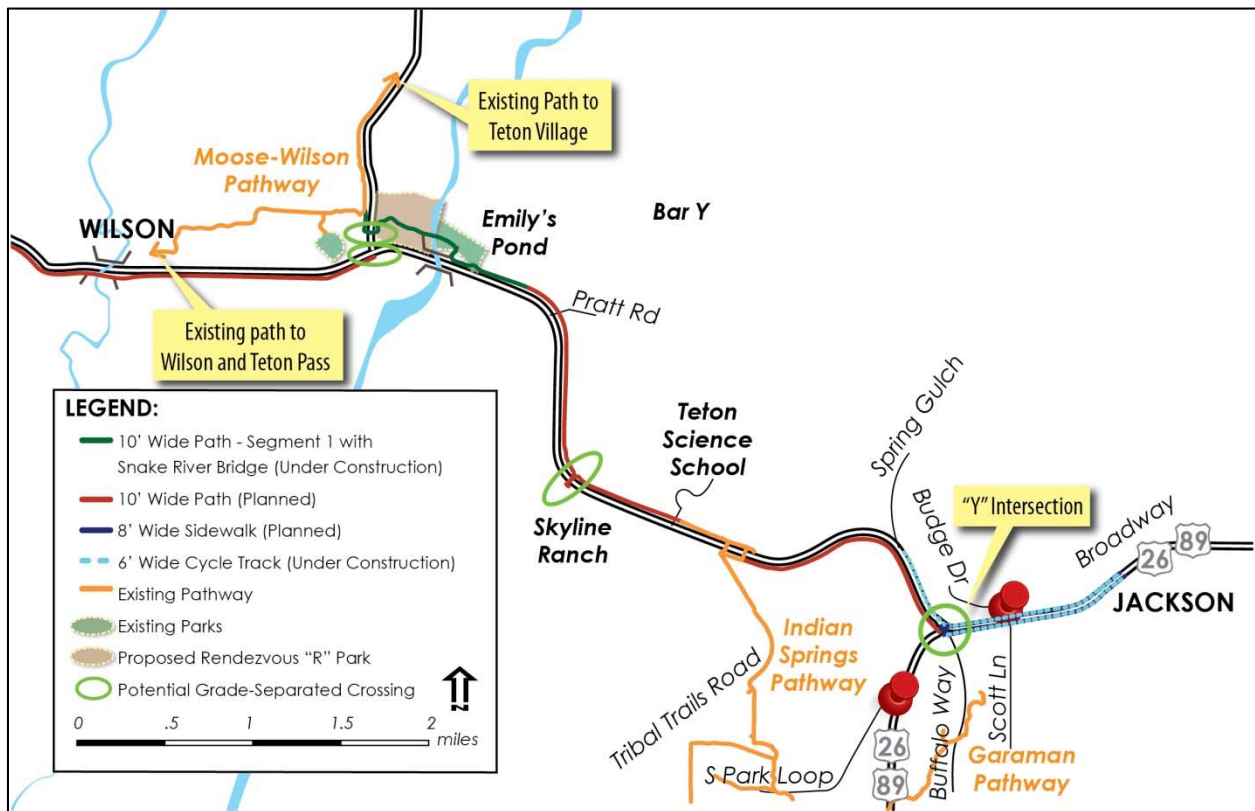 Existing Path to
Teton Village
Moose-Wilson
Pathway
WILSON
Emily's
Pond
Bar Y
Pratt Rd
Existing path to
Wilson and Teton Pass
Teton
Science
School
Skyline
Ranch
Spring Gulch
Budge Dr
"Y" Intersection
Broadway
26
89
JACKSON
Indian
Springs
Pathway
Tribal Trails Road
S Park Loop
26
89
Buffalo Way
Scott Ln
Garaman
Pathway
LEGEND:
10' Wide Path - Segment 1 with
Snake River Bridge (Under Construction)
10' Wide Path (Planned)
8' Wide Sidewalk (Planned)
6' Wide Cycle Track (Under Construction)
Existing Pathway
Existing Parks
Proposed Rendezvous "R" Park
Potential Grade-Separated Crossing
N
0 .5 1 1.5 2
miles